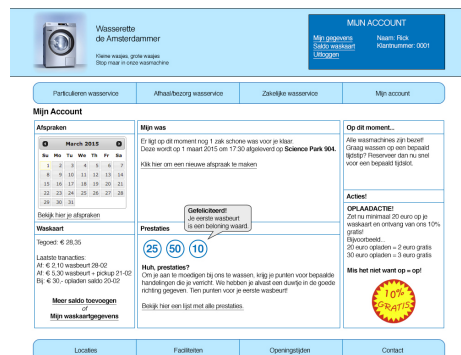 Wasserette
de Amsterdammer
Kleine wasjes, grote wasjes
Stop maar in onze wasmachine
MIJN ACCOUNT
Mijn gegevens
Saldo waskaart
Uitloggen
Naam: Rick
Klantnummer: 0001
Particulieren wasservice
Afhaal/bezorg wasservice
Zakelijke wasservice
Mijn account
Mijn Account
Afspraken
March 2015
Su Mo Tu We Th Fr Sa
1 2 3 4 5 6 7
8 9 10 11 12 13 14
15 16 17 18 19 20 21
22 23 24 25 26 27 28
29 30 31
Bekijk hier je afspraken
Waskaart
Tegoed: € 28,35
Laatste tranacties:
Af: € 2,10 wasbeurt 28-02
Af: € 5,30 wasbeurt + pickup 21-02
Bij: € 30,- opladen saldo 20-02
Meer saldo toevoegen
of
Mijn waskaartgegevens
Mijn was
Er ligt op dit moment nog 1 zak schone was voor je klaar.
Deze wordt op 1 maart 2015 om 17:30 afgeleverd op Science Park 904.
Klik hier om een nieuwe afspraak te maken
Gefeliciteerd!
Je eerste wasbeurt
is een beloning waard.
Prestaties
25 50 10
Huh, prestaties?
Om je aan te moedigen bij ons te wassen, krijg je punten voor bepaalde
handelingen die je verricht. We hebben je alvast een duwtje in de goede
richting gegeven. Tien punten voor je eerste wasbeurt!
Bekijk hier een lijst met alle prestaties.
Op dit moment...
Alle wasmachines zijn bezet!
Graag wassen op een bepaald
tijdstip? Reserveer dan nu snel
voor een bepaald tijdslot.
Acties!
OPLAADACTIE!
Zet nu minimaal 20 euro op je
waskaart en ontvang van ons 10%
gratis!
Bijvoorbeeld...
20 euro opladen = 2 euro gratis
30 euro opladen = 3 euro gratis
Mis het niet want op = op!
10%
GRATIS
Locaties
Faciliteiten
Openingstijden
Contact